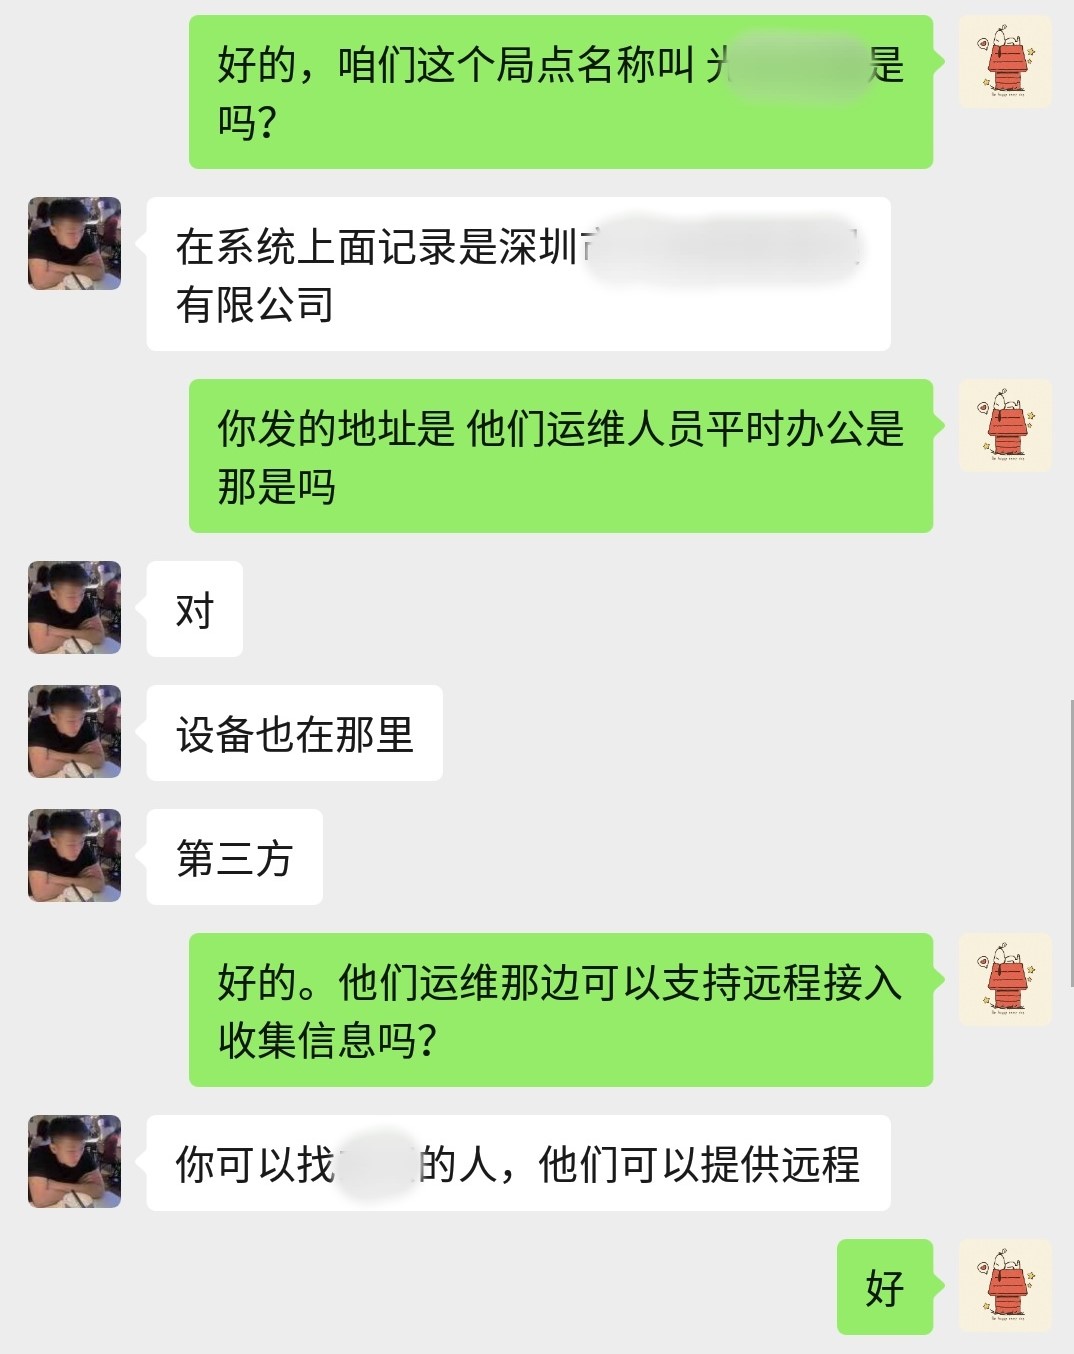 好的，咱们这个局点名称叫 光是
吗？
在系统上面记录是深圳市
有限公司
你发的地址是 他们运维人员平时办公是
那是吗
对
设备也在那里
第三方
好的。他们运维那边可以支持远程接入
收集信息吗？
你可以找的人，他们可以提供远程
好